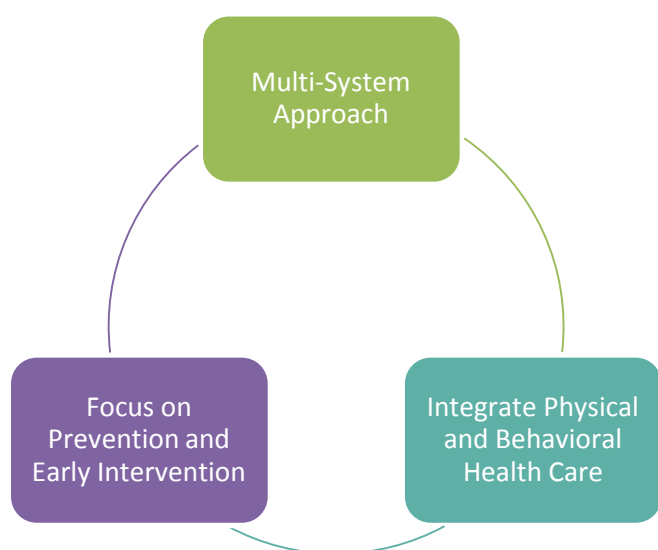 Multi-System
Approach
Focus on
Prevention and
Early Intervention
Integrate Physical
and Behavioral
Health Care